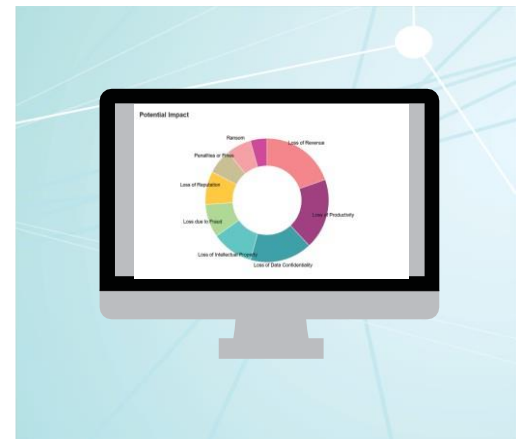 Potential Impact
Ransom
Loss of Revenue
Penalties or Fines
Loss of Reputation
Loss of Productivity
Loss due to Fraud
Loss of Intellectual Property
Loss of Data Confidentiality